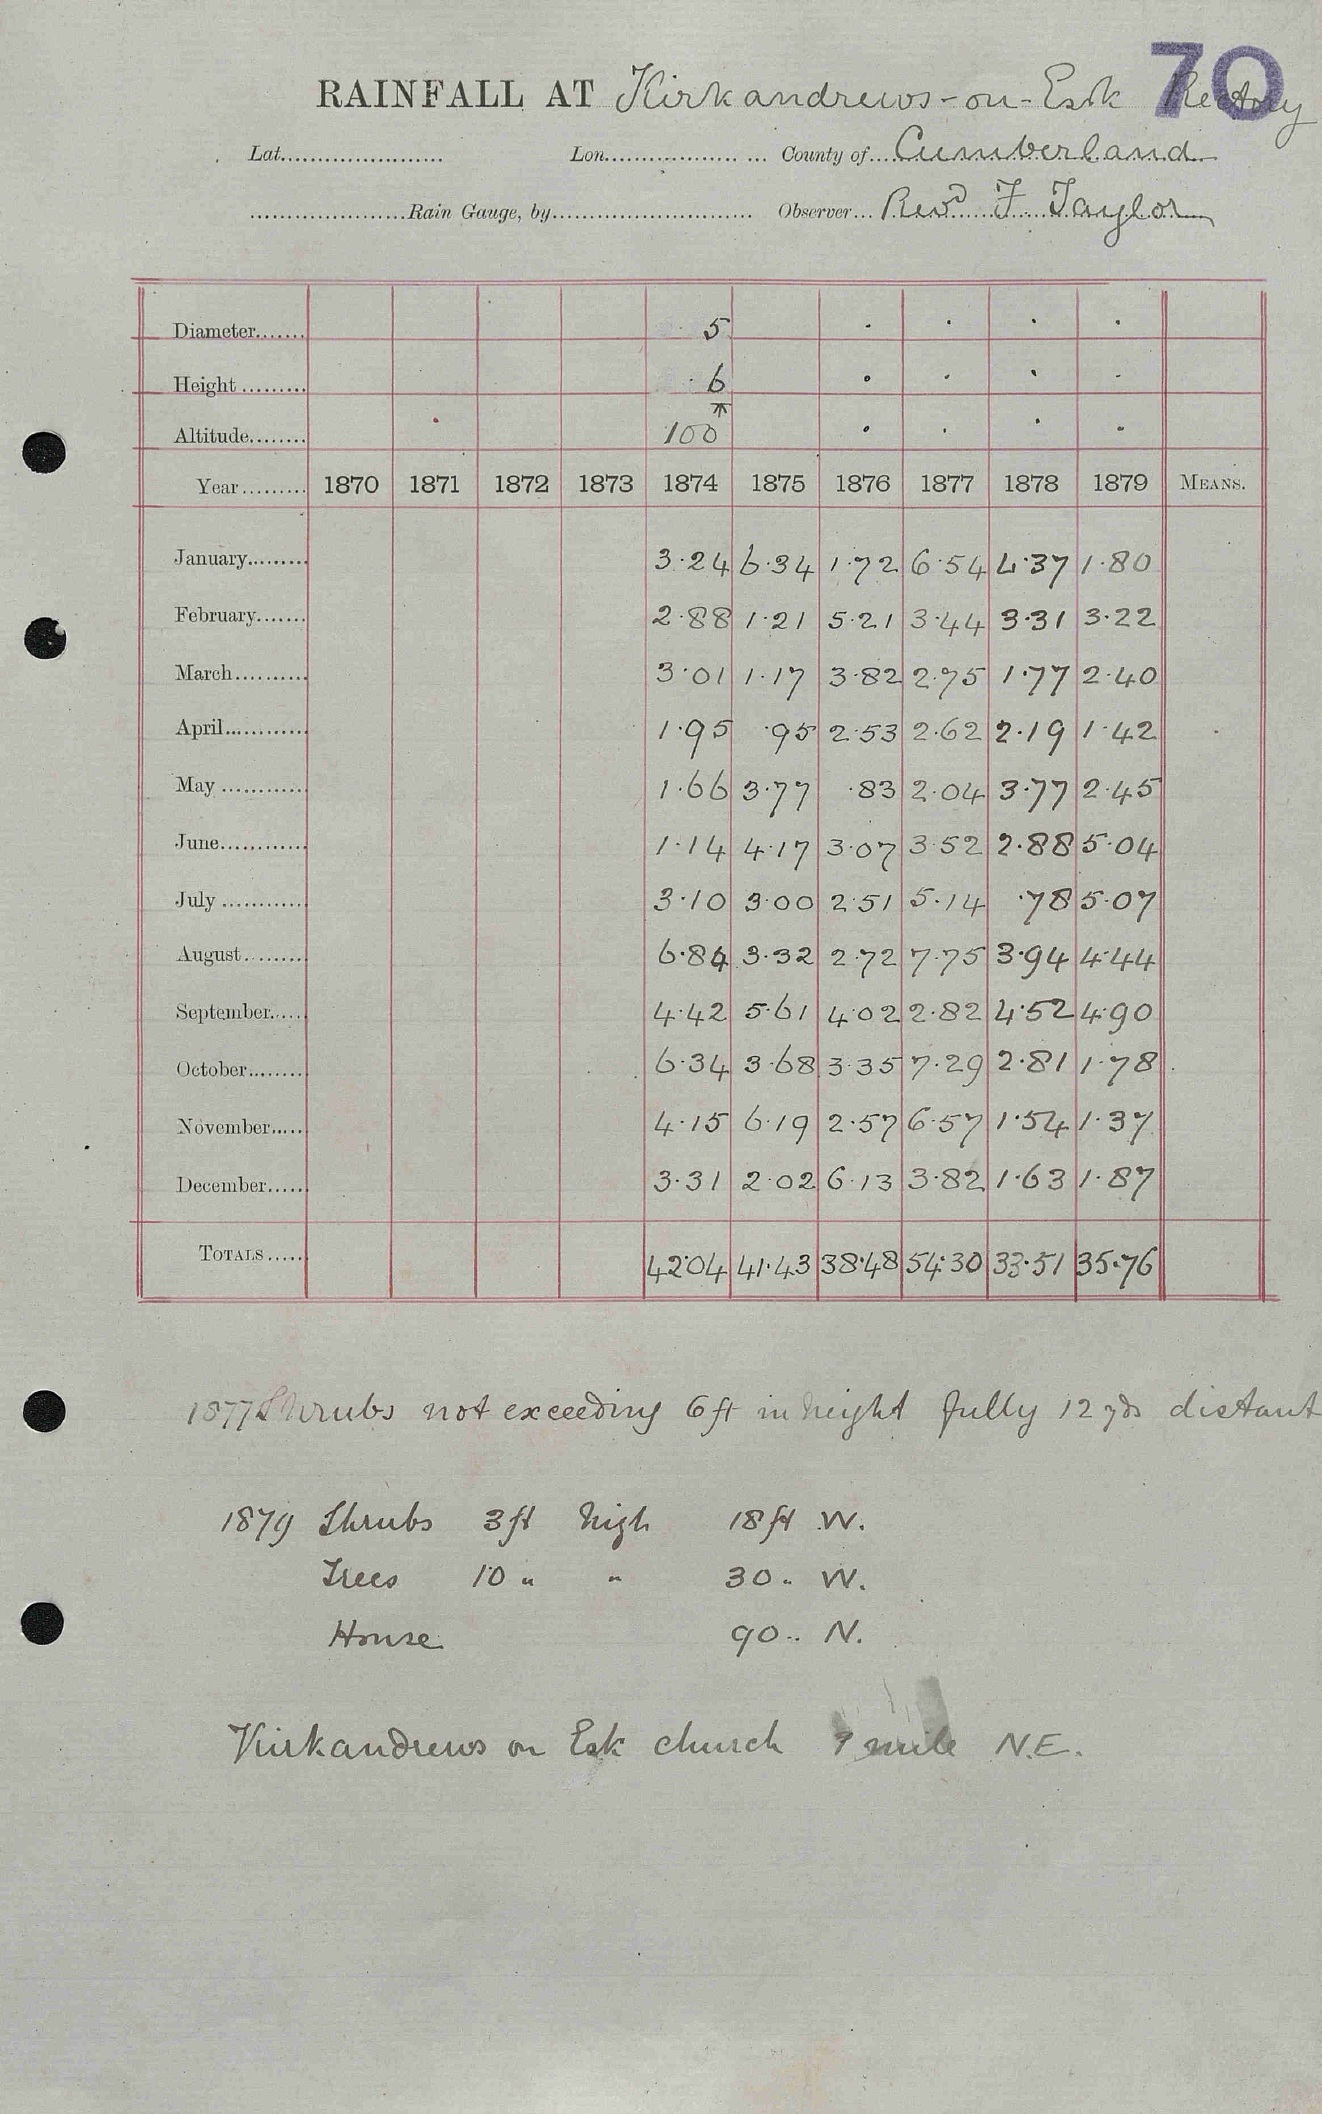 70
RAINFALL AT Kirkandrews-on-Esk Rectory
Lat...................... Lon.................. ... County of.... Cumberland
......................Rain Gauge, by........................... Observer... Revd F Taylor
Diameter....... 5 . . . .
Height ......... 6 . . . .
Altitude........ 100 . . . .
Year......... 1870 1871 1872 1873 1874 1875 1876 1877 1878 1879 MEANS.
January......... 3.24 6.34 1.72 6.54 4.37 1.80
February....... 2.88 1.21 5.21 3.44 3.31 3.22
March.......... 3.01 1.17 3.82 2.75 1.77 2.40
April............ 1.95 .95 2.53 2.62 2.19 1.42
May ............ 1.66 3.77 .83 2.04 3.77 2.45
June............ 1.14 4.17 3.07 3.52 2.88 5.04
July ............ 3.10 3.00 2.51 5.14 .78 5.07
August......... 6.84 3.32 2.72 7.75 3.94 4.44
September...... 4.42 5.61 4.02 2.82 4.52 4.90
October......... 6.34 3.68 3.35 7.29 2.81 1.78
November..... 4.15 6.19 2.57 6.57 1.54 1.37
December...... 3.31 2.02 6.13 3.82 1.63 1.87
TOTALS...... 42.04 41.43 38.48 54.30 33.51 35.76
1877 Shrubs not exceeding 6 ft in height fully 12 yds distant
1879 Shrubs 3 ft high 18 ft W.
Trees 10 " " 30 " W.
House 90 " N.
Kirkandrews on Esk church ? mile N.E.